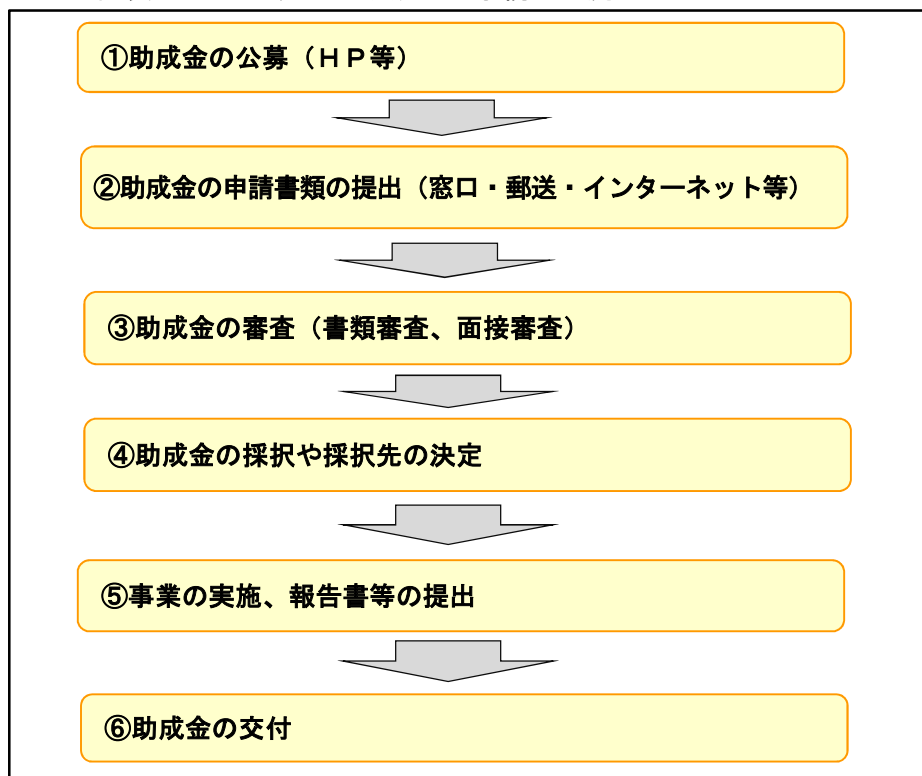 ①助成金の公募（ＨＰ等）
②助成金の申請書類の提出（窓口・郵送・インターネット等）
③助成金の審査（書類審査、面接審査）
④助成金の採択や採択先の決定
⑤事業の実施、報告書等の提出
⑥助成金の交付